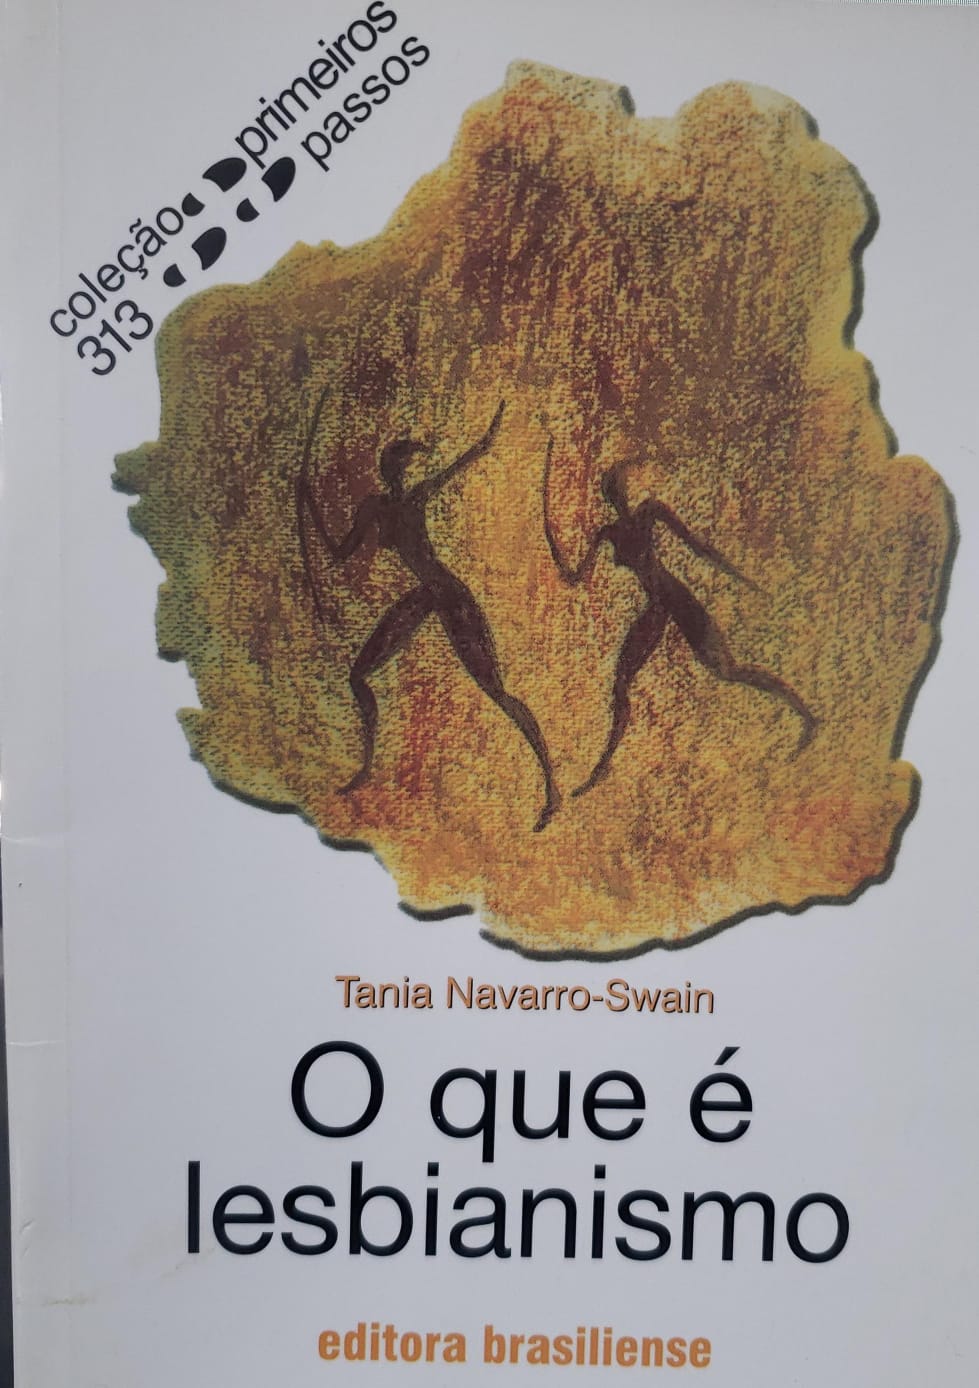 coleção primeiros
313 passos
Tania Navarro-Swain
O que é
lesbianismo
editora brasiliense